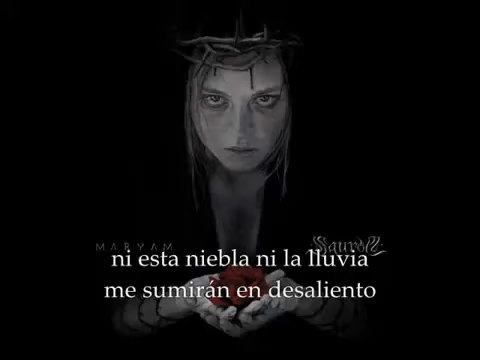 MARYAM
Saurom
ni esta niebla ni la lluvia
me sumirán en desaliento